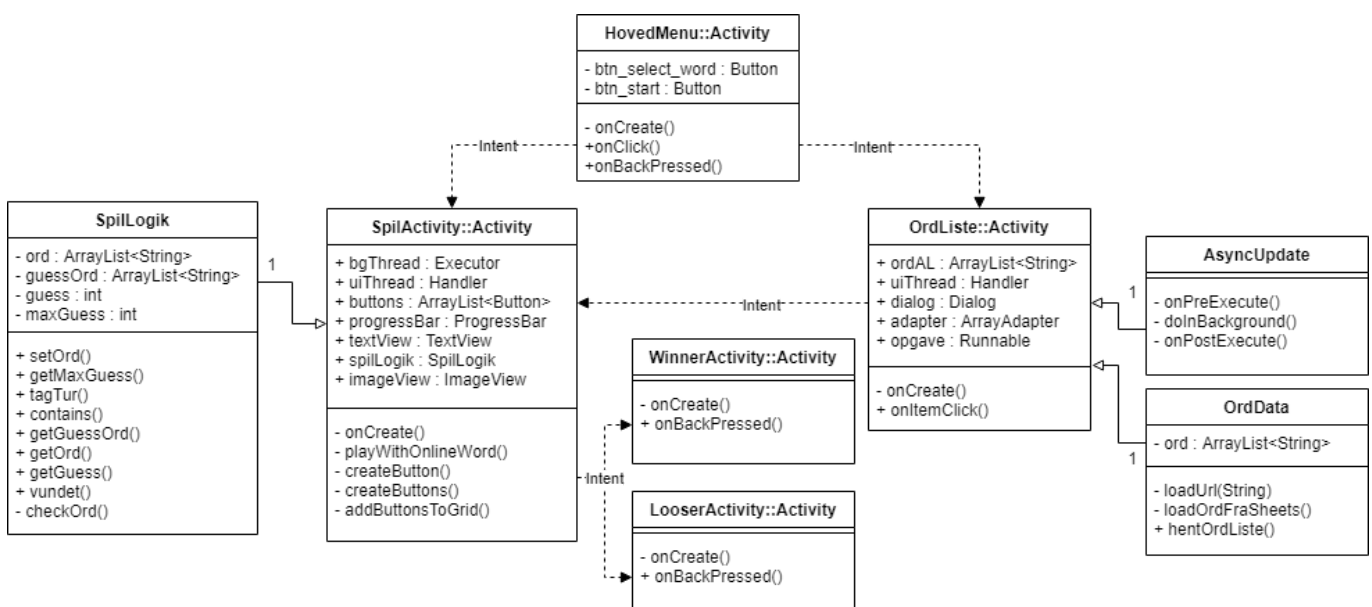 HovedMenu::Activity
- btn_select_word : Button
- btn_start : Button
- onCreate()
+onClick()
+onBackPressed()
Intent
Intent
SpilLogik
- ord : ArrayList<String>
- guessOrd : ArrayList<String>
- guess : int
- maxGuess : int
+ setOrd()
+ getMaxGuess()
+ tagTur()
+ contains()
+ getGuessOrd()
+ getOrd()
+ getGuess()
+ vundet()
- checkOrd()
1
SpilActivity::Activity
+ bgThread : Executor
+ uiThread : Handler
+ buttons : ArrayList<Button>
+ progressBar : ProgressBar
+ textView : TextView
+ spilLogik : SpilLogik
+ imageView : ImageView
- onCreate()
- playWithOnlineWord()
- createButton()
- createButtons()
- addButtonsToGrid()
Intent
Intent
WinnerActivity::Activity
- onCreate()
+ onBackPressed()
LooserActivity::Activity
- onCreate()
+ onBackPressed()
OrdListe::Activity
+ ordAL : ArrayList<String>
+ uiThread : Handler
+ dialog : Dialog
+ adapter : ArrayAdapter
+ opgave : Runnable
- onCreate()
+ onItemClick()
1
AsyncUpdate
- onPreExecute()
- doInBackground()
- onPostExecute()
1
OrdData
- ord : ArrayList<String>
- loadUrl(String)
- loadOrdFraSheets()
+ hentOrdListe()